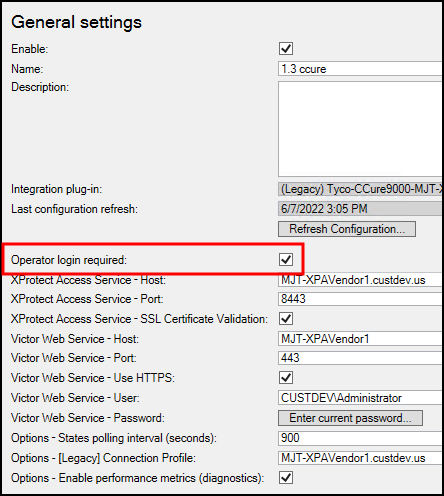 General settings
Enable:
Name: 1.3 ccure
Description:
Integration plug-in: (Legacy) Tyco-CCure9000-MJT-X
Last configuration refresh: 6/7/2022 3:05 PM
Refresh Configuration...
Operator login required:
XProtect Access Service - Host: MJT-XPAVendor1.custdev.us
XProtect Access Service - Port: 8443
XProtect Access Service - SSL Certificate Validation:
Victor Web Service - Host: MJT-XPAVendor1
Victor Web Service - Port: 443
Victor Web Service - Use HTTPS:
Victor Web Service - User: CUSTDEV\Administrator
Victor Web Service - Password: Enter current password...
Options - States polling interval (seconds): 900
Options - [Legacy] Connection Profile: MJT-XPAVendor1.custdev.us
Options - Enable performance metrics (diagnostics):